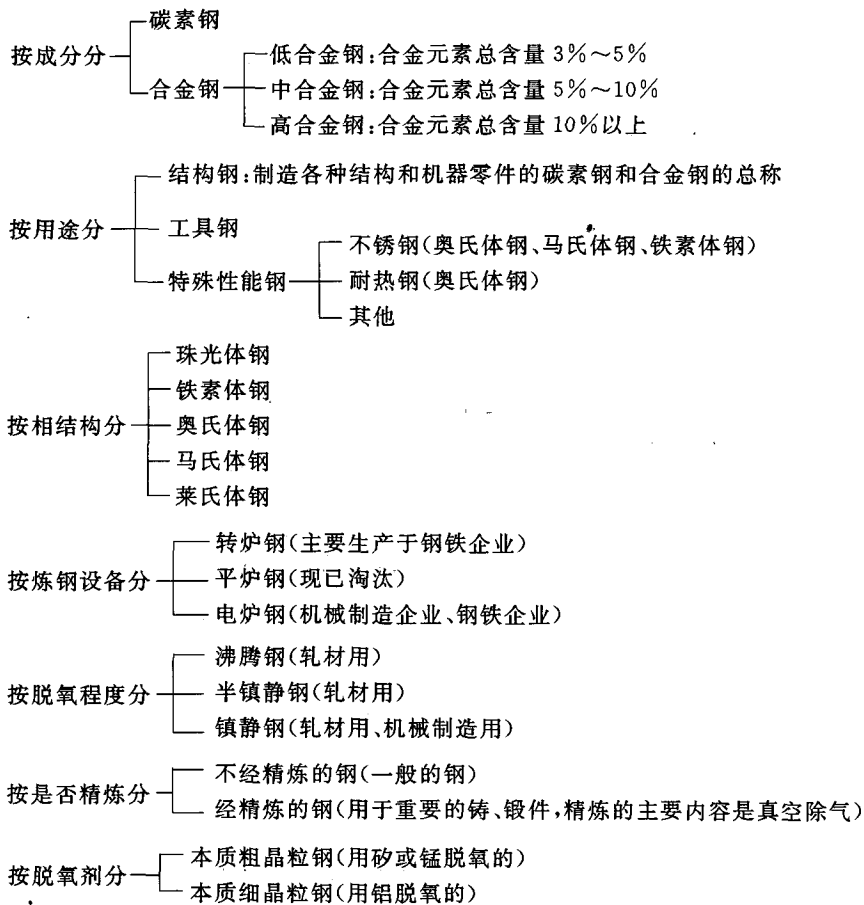 碳素钢
按成分分
低合金钢:合金元素总含量 3%～5%
合金钢
中合金钢:合金元素总含量 5%～10%
高合金钢:合金元素总含量 10%以上
结构钢:制造各种结构和机器零件的碳素钢和合金钢的总称
按用途分
工具钢
不锈钢(奥氏体钢、马氏体钢、铁素体钢)
特殊性能钢
耐热钢(奥氏体钢)
其他
珠光体钢
铁素体钢
按相结构分
奥氏体钢
马氏体钢
莱氏体钢
转炉钢(主要生产于钢铁企业)
按炼钢设备分
平炉钢(现已淘汰)
电炉钢(机械制造企业、钢铁企业)
沸腾钢(轧材用)
按脱氧程度分
半镇静钢(轧材用)
镇静钢(轧材用、机械制造用)
不经精炼的钢(一般的钢)
按是否精炼分
经精炼的钢(用于重要的铸、锻件,精炼的主要内容是真空除气)
本质粗晶粒钢(用矽或锰脱氧的)
按脱氧剂分
本质细晶粒钢(用铝脱氧的)